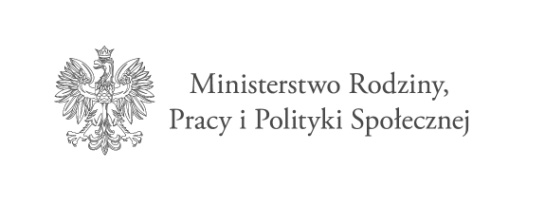 Ministerstwo Rodziny,
Pracy i Polityki Społecznej